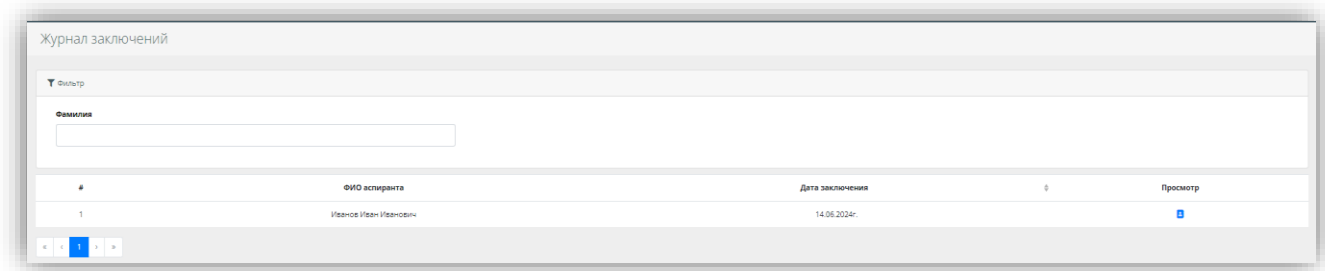 Журнал заключений
Фильтр
Фамилия
# ФИО аспиранта Дата заключения Просмотр
1 Иванов Иван Иванович 14.06.2024г.
« ‹ 1 › »